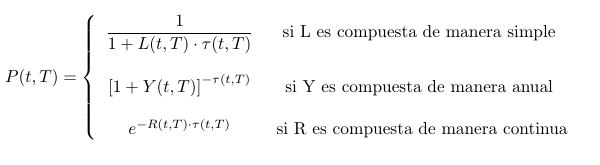 1
1 + L(t, T) · τ(t, T)
si L es compuesta de manera simple
P(t, T) =
[1 + Y(t, T)]^{−τ(t,T)}
si Y es compuesta de manera anual
e^{−R(t,T)·τ(t,T)}
si R es compuesta de manera continua